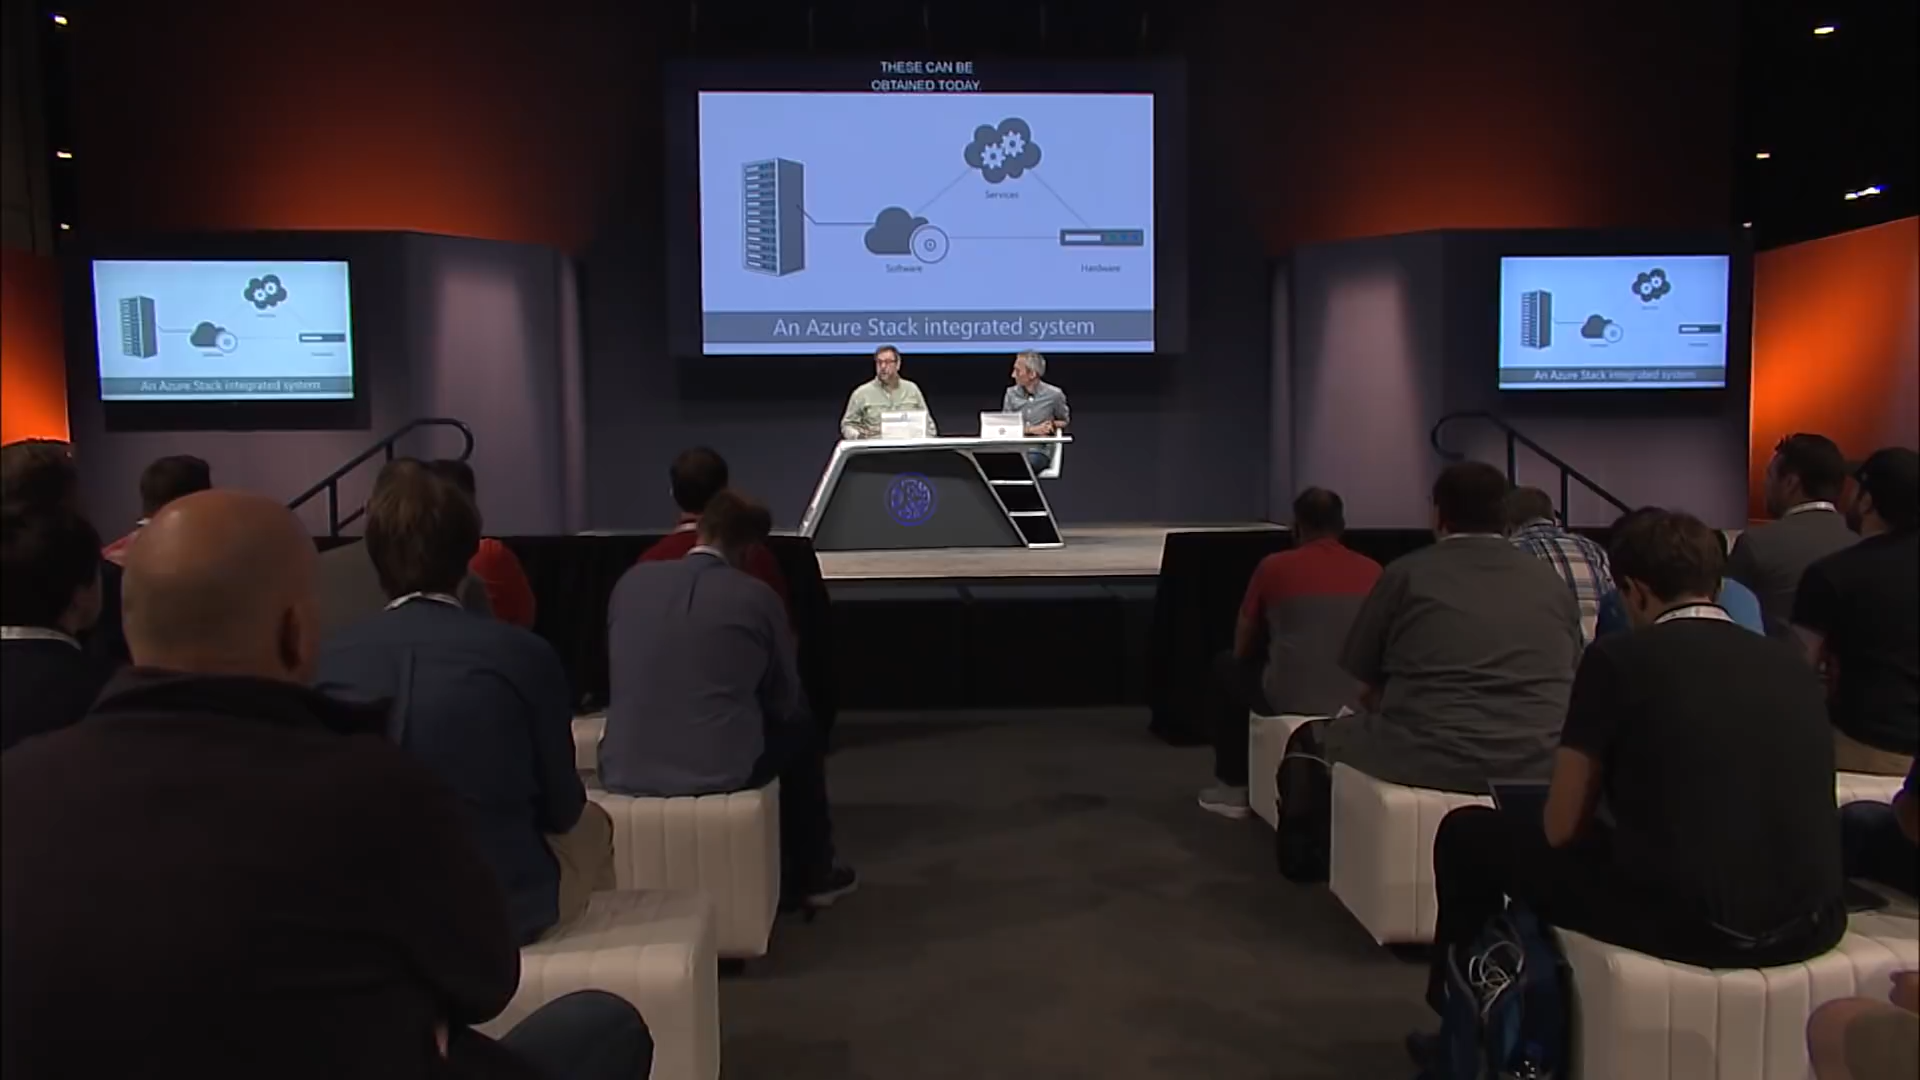 THESE CAN BE
OBTAINED TODAY.
Services
Software
Hardware
An Azure Stack integrated system
An Azure Stack integrated system
An Azure Stack integrated system